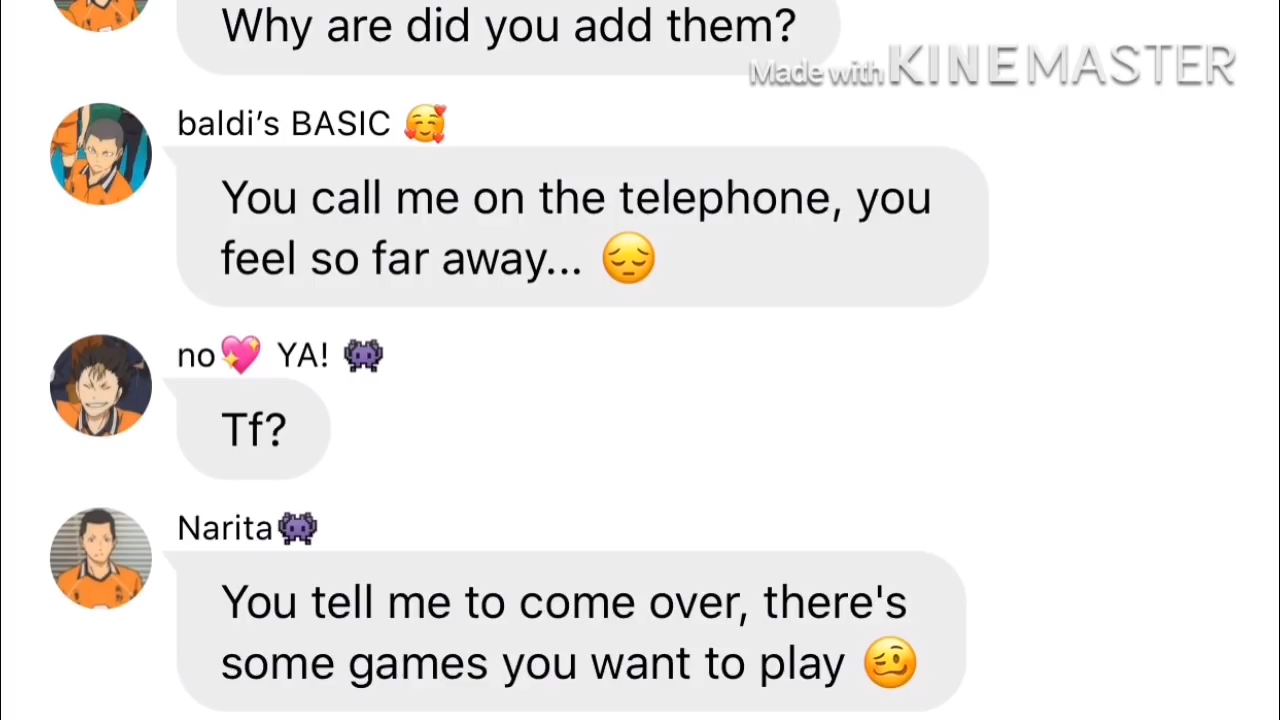 Why are did you add them?
Made with KINEMASTER
baldi’s BASIC 🥰
You call me on the telephone, you
feel so far away... 😔
no💖 YA! 👾
Tf?
Narita👾
You tell me to come over, there's
some games you want to play 🥴